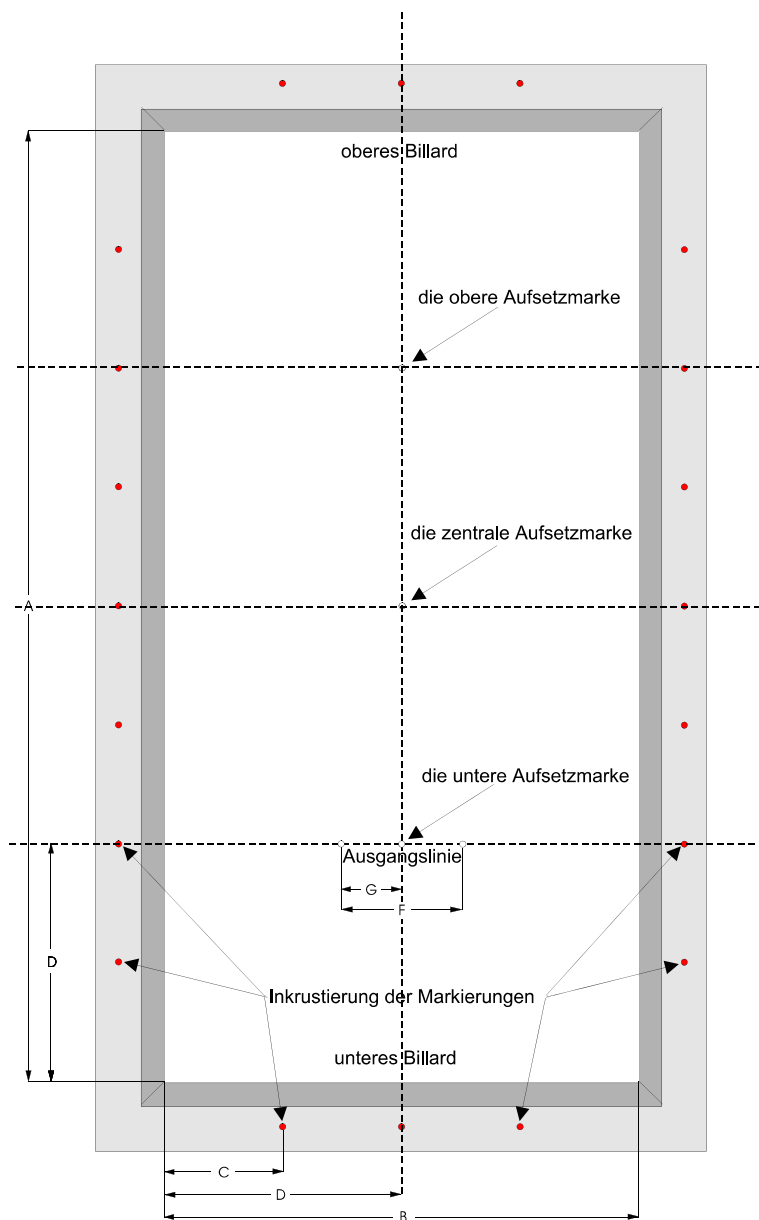 oberes Billard
die obere Aufsetzmarke
die zentrale Aufsetzmarke
A
die untere Aufsetzmarke
Ausgangslinie
G
F
D
Inkrustierung der Markierungen
unteres Billard
C
D
B